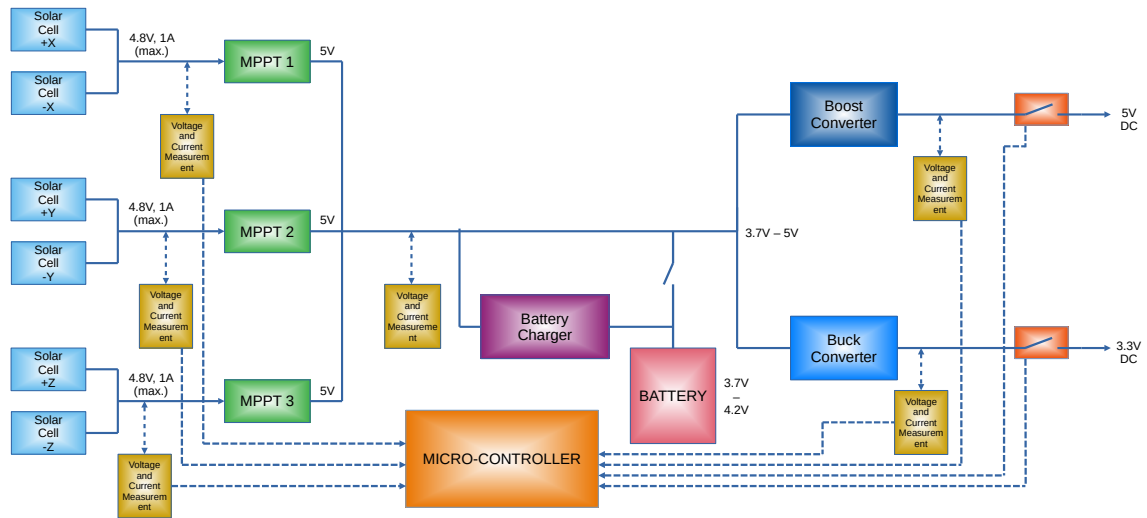 Solar
Cell
+X
Solar
Cell
-X
4.8V, 1A
(max.)
MPPT 1
5V
Voltage
and
Current
Measurem
ent
Solar
Cell
+Y
Solar
Cell
-Y
4.8V, 1A
(max.)
MPPT 2
5V
Voltage
and
Current
Measurem
ent
Solar
Cell
+Z
Solar
Cell
-Z
4.8V, 1A
(max.)
MPPT 3
5V
Voltage
and
Current
Measurem
ent
Voltage
and
Current
Measureme
nt
Battery
Charger
BATTERY
3.7V
–
4.2V
MICRO-CONTROLLER
3.7V – 5V
Boost
Converter
Voltage
and
Current
Measurem
ent
5V
DC
Buck
Converter
Voltage
and
Current
Measurem
ent
3.3V
DC